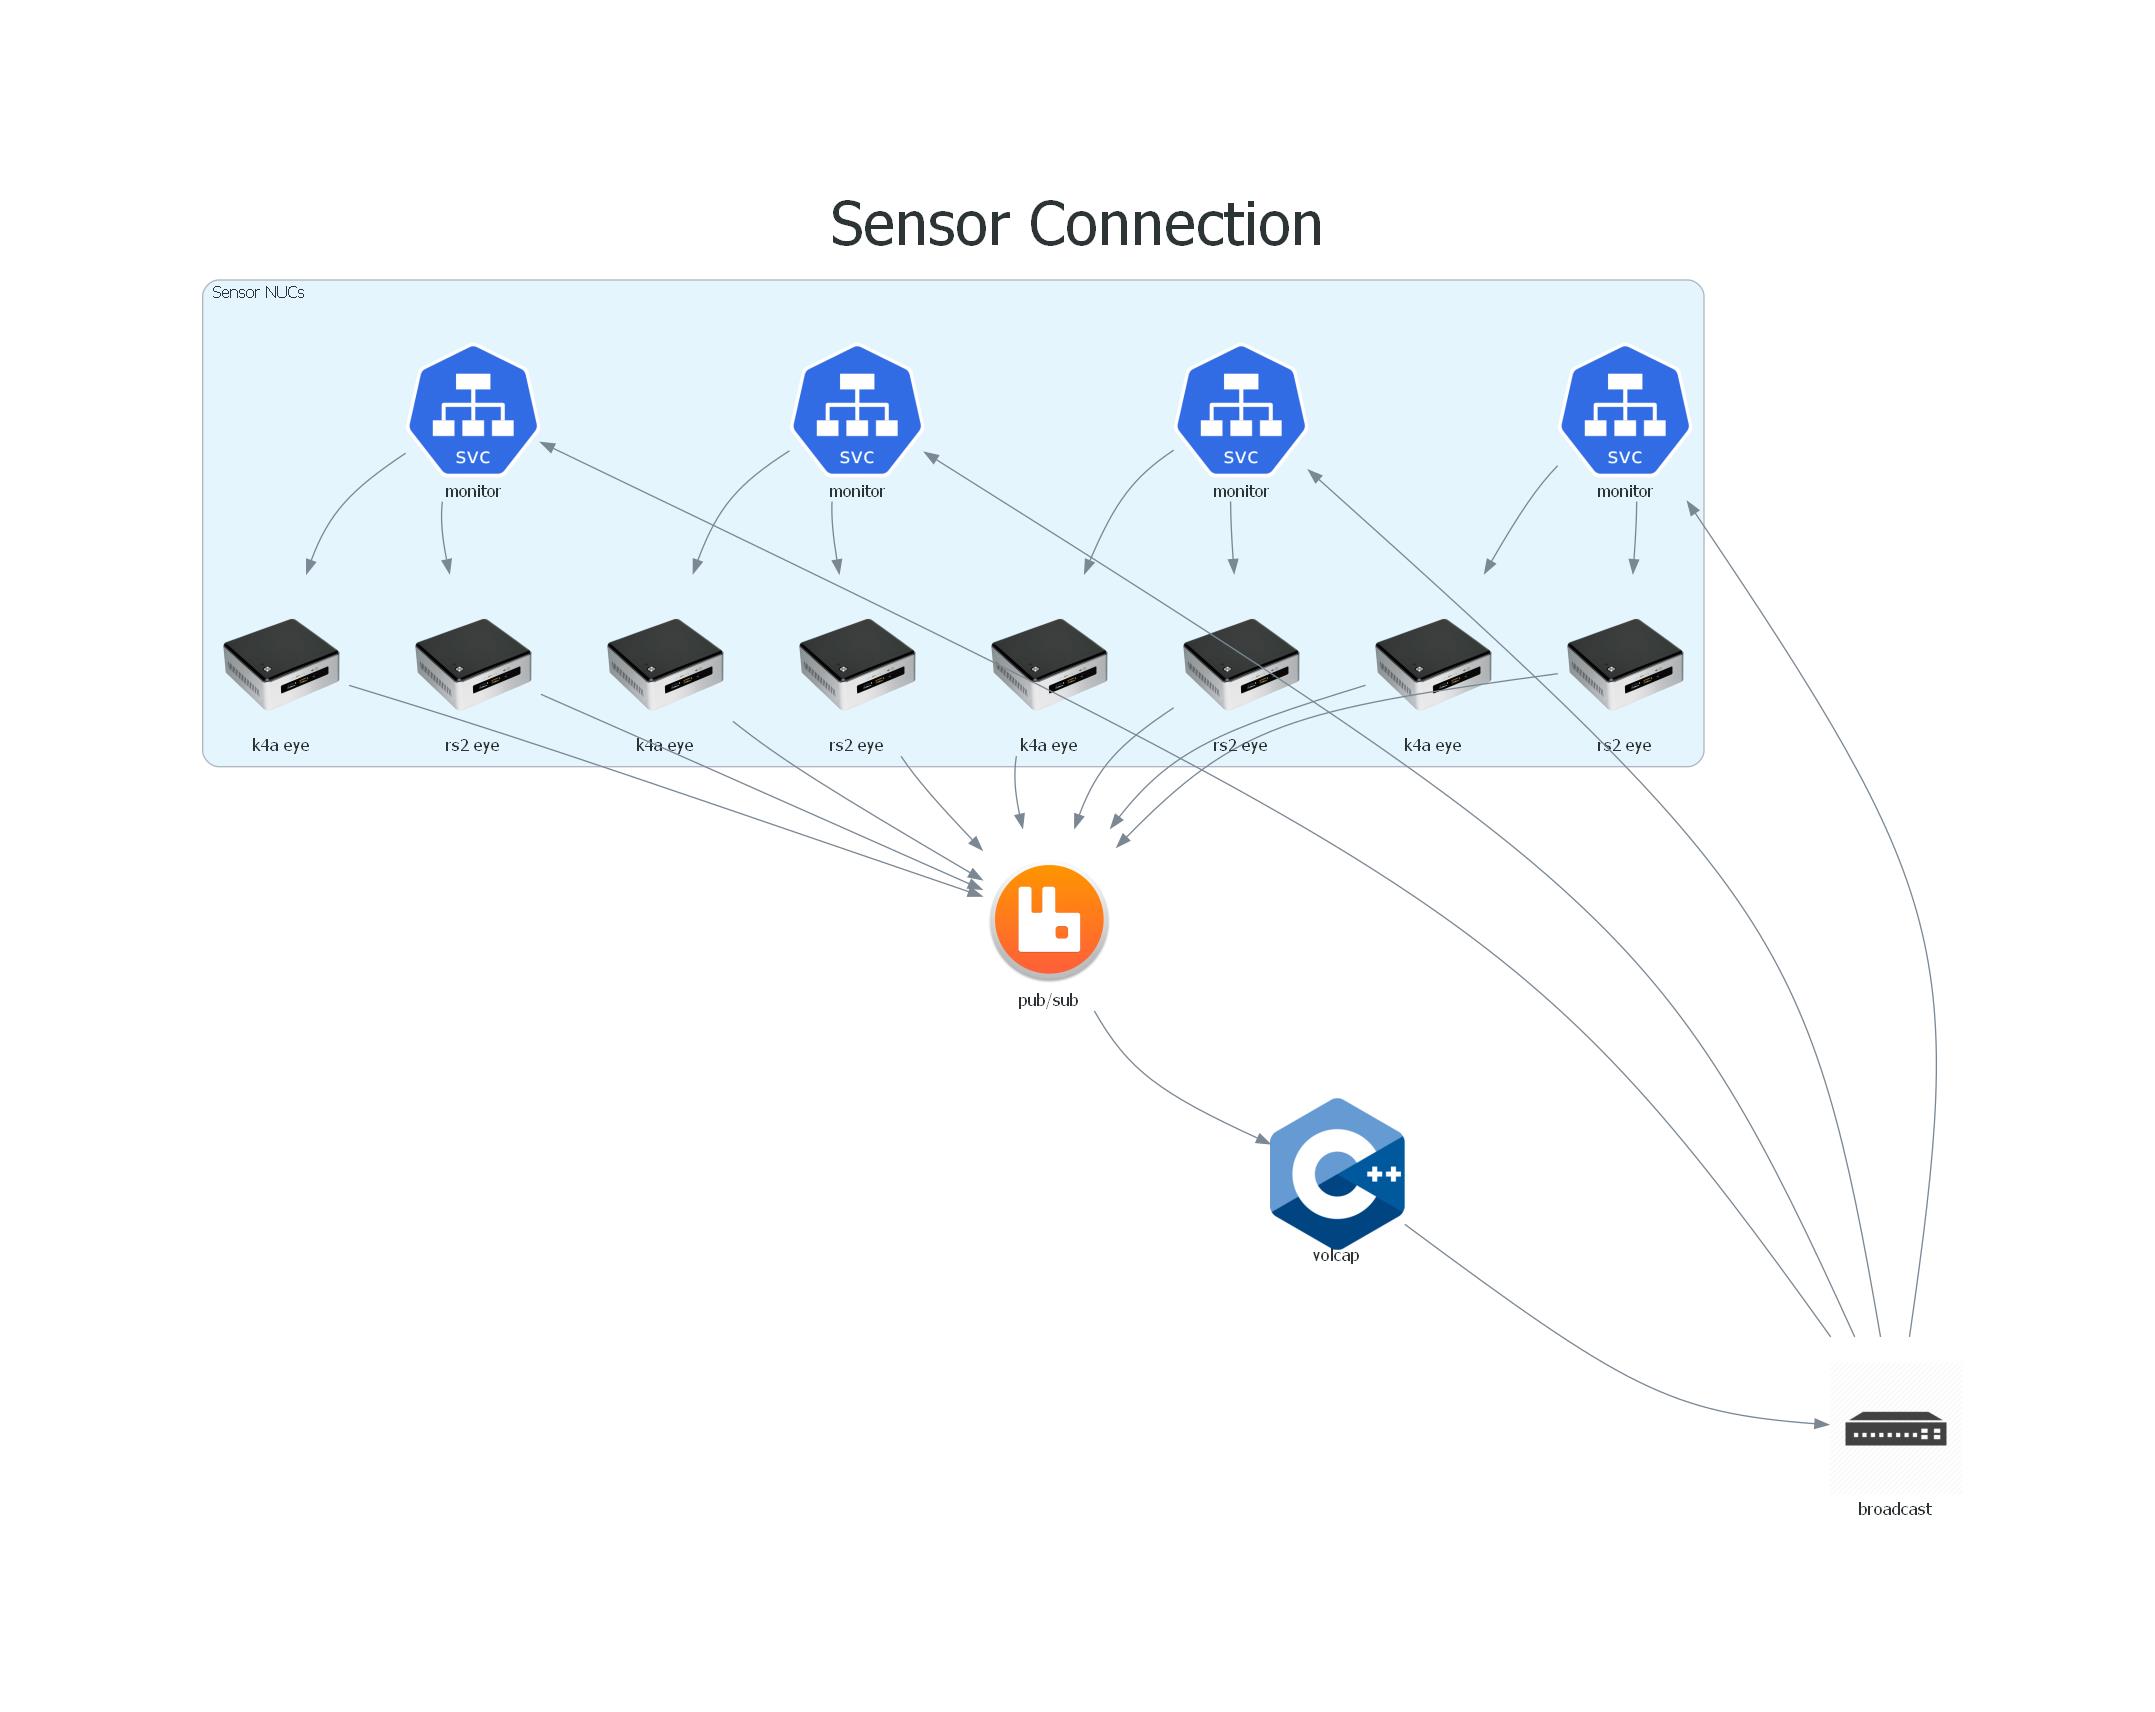 Sensor Connection
Sensor NUCs
svc
svc
svc
svc
monitor
monitor
monitor
monitor
k4a eye
rs2 eye
k4a eye
rs2 eye
k4a eye
rs2 eye
k4a eye
rs2 eye
pub/sub
C++
volcap
broadcast